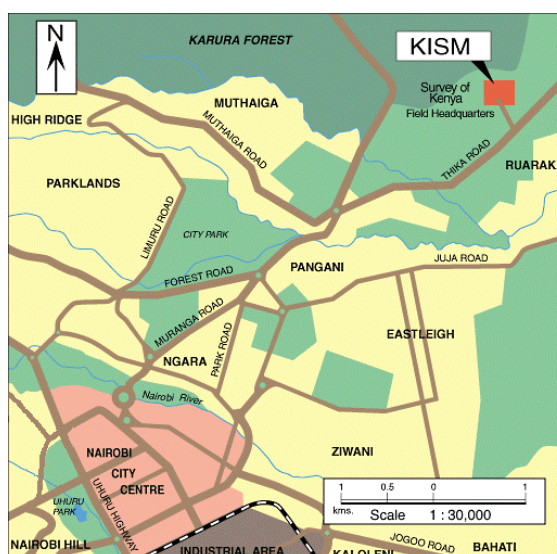 N
KARURA FOREST
KISM
Survey of
Kenya
Field Headquarters
MUTHAIGA
HIGH RIDGE
MUTHAIGA ROAD
THIKA ROAD
RUARAK
PARKLANDS
LIMURU ROAD
CITY PARK
PANGANI
JUJA ROAD
FOREST ROAD
MURANGA ROAD
EASTLEIGH
NGARA
PARK ROAD
Nairobi River
NAIROBI
CITY
CENTRE
ZIWANI
UHURU
PARK
UHURU HIGHWAY
1 0.5 0 1
kms. Scale 1 : 30,000
NAIROBI HILL
INDUSTRIAL AREA
KALOLENI
JOGOO ROAD
BAHATI